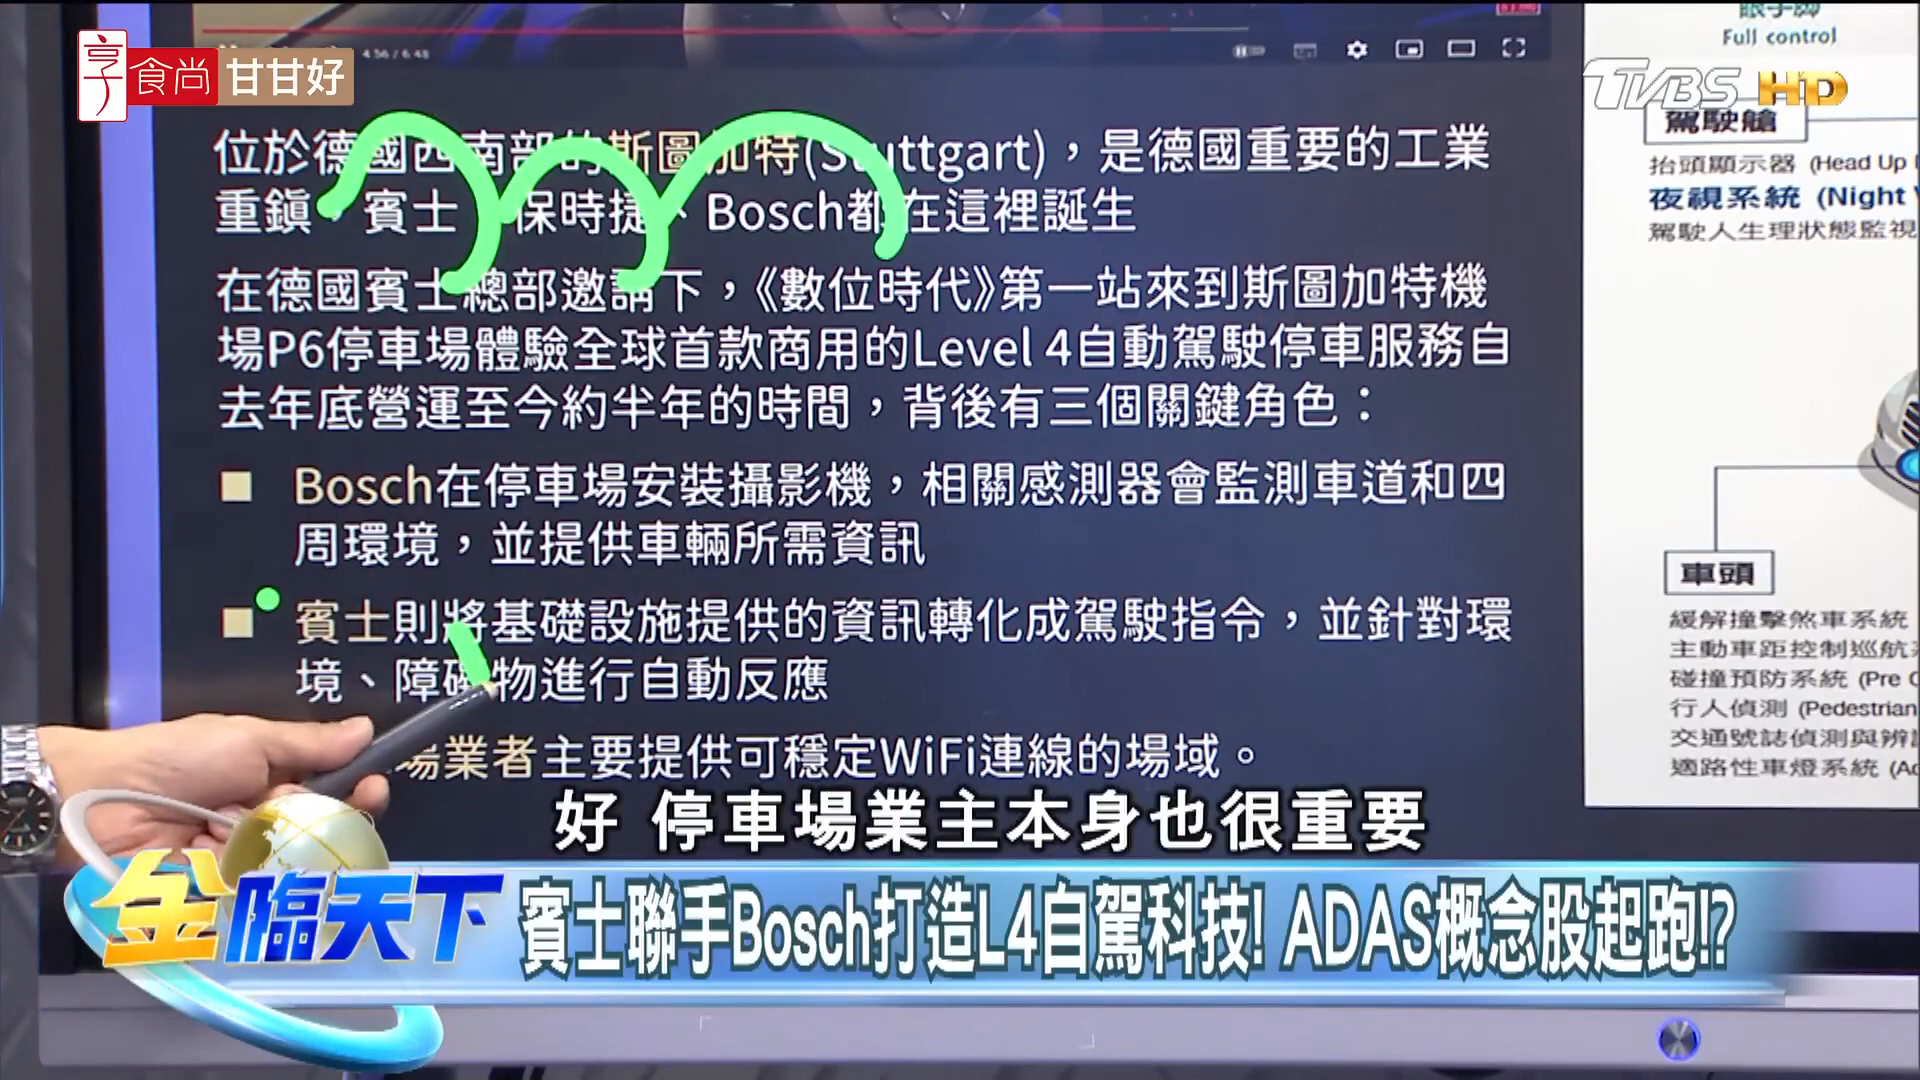 享食尚 甘甘好
4:56 / 6:48
TVBS HD
位於德國西南部的斯圖加特(Stuttgart)，是德國重要的工業
重鎮，賓士、保時捷、Bosch都在這裡誕生
在德國賓士總部邀請下，《數位時代》第一站來到斯圖加特機
場P6停車場體驗全球首款商用的Level 4自動駕駛停車服務自
去年底營運至今約半年的時間，背後有三個關鍵角色：
Bosch在停車場安裝攝影機，相關感測器會監測車道和四
周環境，並提供車輛所需資訊
賓士則將基礎設施提供的資訊轉化成駕駛指令，並針對環
境、障礙物進行自動反應
場業者主要提供可穩定WiFi連線的場域。
Full control
駕駛艙
抬頭顯示器 (Head Up
夜視系統 (Night
駕駛人生理狀態監視
車頭
緩解撞擊煞車系統
主動車距控制巡航
碰撞預防系統 (Pre
行人偵測 (Pedestrian
交通號誌偵測與辨
適路性車燈系統
好 停車場業主本身也很重要
金臨天下
賓士聯手Bosch打造L4自駕科技! ADAS概念股起跑!?